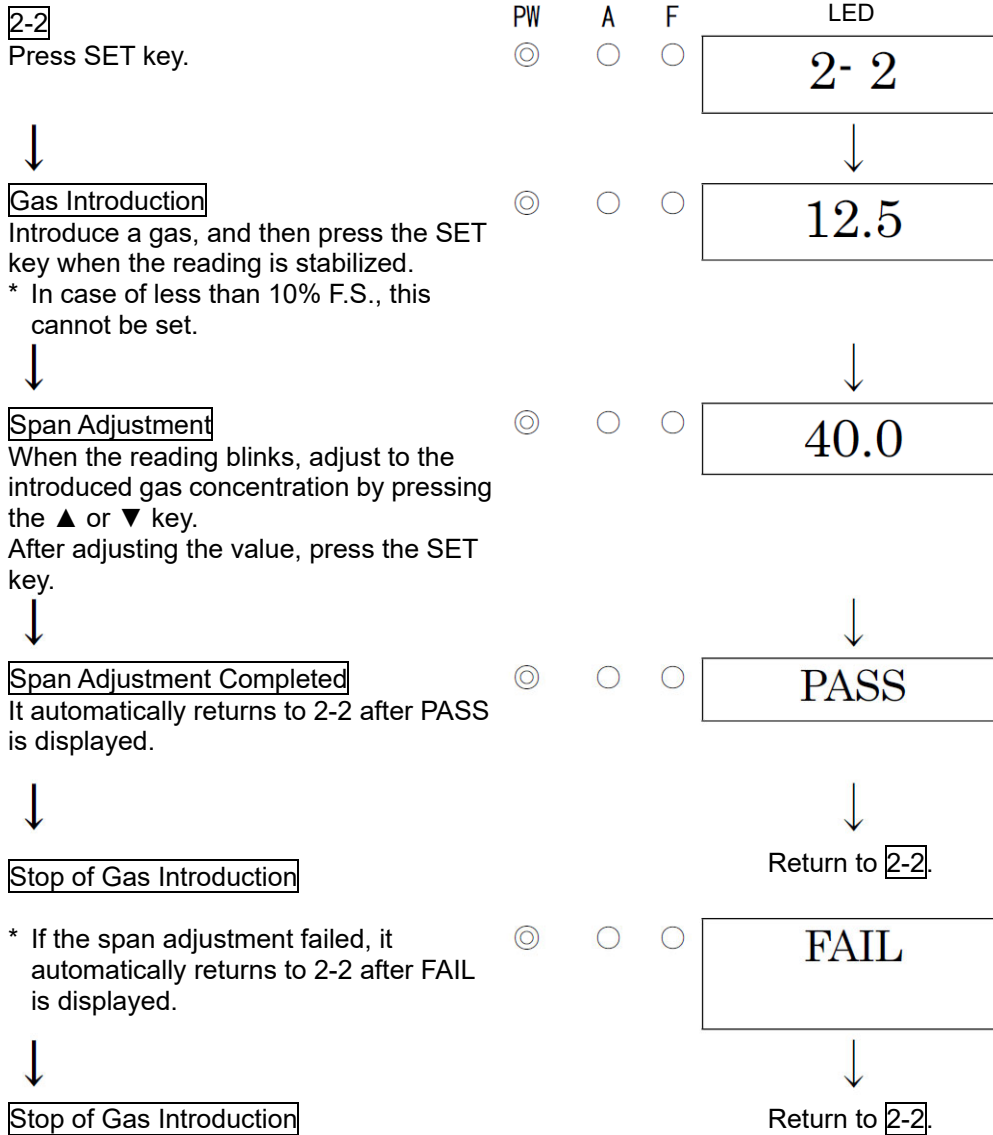 2-2 PW A F LED
Press SET key. ◎ ○ ○ 2- 2
↓ ↓
Gas Introduction ◎ ○ ○ 12.5
Introduce a gas, and then press the SET
key when the reading is stabilized.
* In case of less than 10% F.S., this
cannot be set.
↓ ↓
Span Adjustment ◎ ○ ○ 40.0
When the reading blinks, adjust to the
introduced gas concentration by pressing
the ▲ or ▼ key.
After adjusting the value, press the SET
key.
↓ ↓
Span Adjustment Completed ◎ ○ ○ PASS
It automatically returns to 2-2 after PASS
is displayed.
↓ ↓
Stop of Gas Introduction Return to 2-2.
* If the span adjustment failed, it ◎ ○ ○ FAIL
automatically returns to 2-2 after FAIL
is displayed.
↓ ↓
Stop of Gas Introduction Return to 2-2.